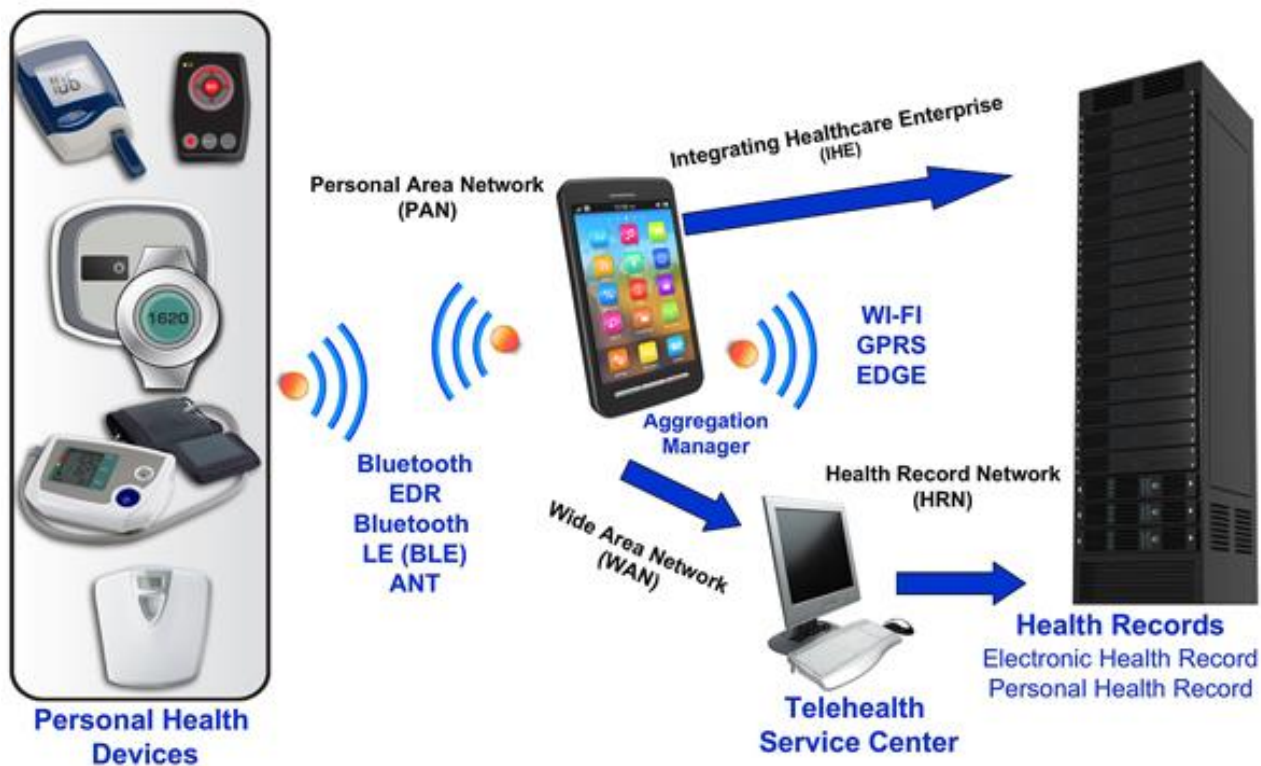 106
1620
Personal Health
Devices
Personal Area Network
(PAN)
Bluetooth
EDR
Bluetooth
LE (BLE)
ANT
Integrating Healthcare Enterprise
(IHE)
WI-FI
GPRS
EDGE
Aggregation
Manager
Wide Area Network
(WAN)
Health Record Network
(HRN)
Telehealth
Service Center
Health Records
Electronic Health Record
Personal Health Record